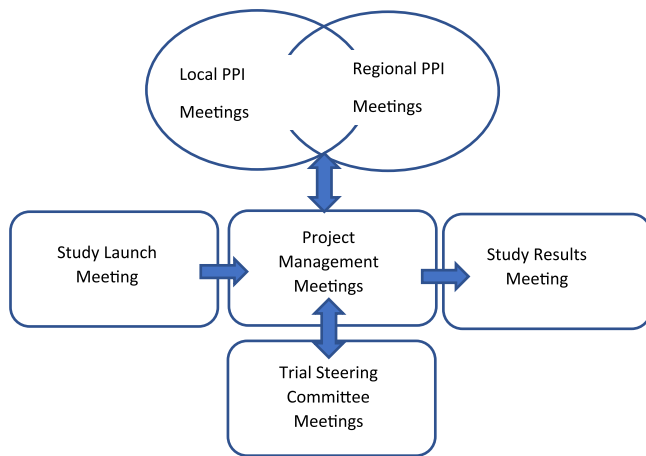 Local PPI
Meetings
Regional PPI
Meetings
Study Launch
Meeting
Project
Management
Meetings
Study Results
Meeting
Trial Steering
Committee
Meetings